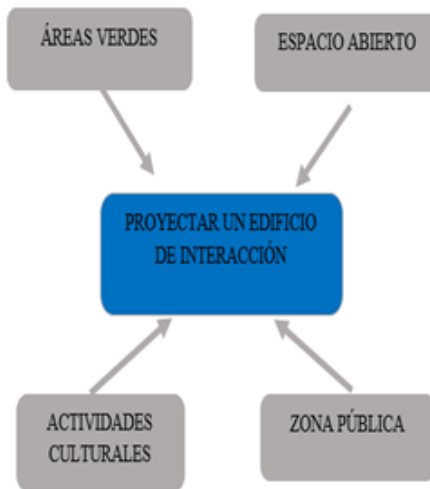 ÁREAS VERDES
ESPACIO ABIERTO
PROYECTAR UN EDIFICIO
DE INTERACCIÓN
ACTIVIDADES
CULTURALES
ZONA PÚBLICA